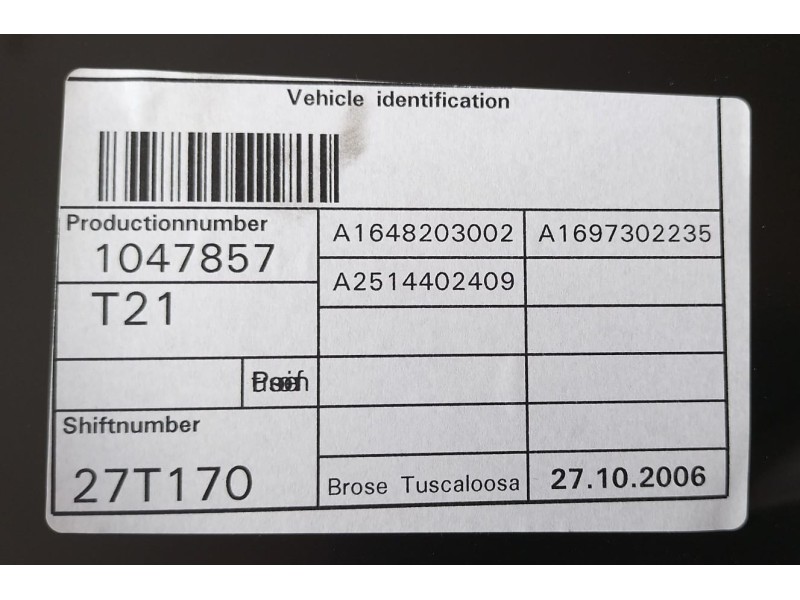 Vehicle identification
Productionnumber
1047857
A1648203002 A1697302235
A2514402409
T21
Shiftnumber
27T170
Brose Tuscaloosa 27.10.2006